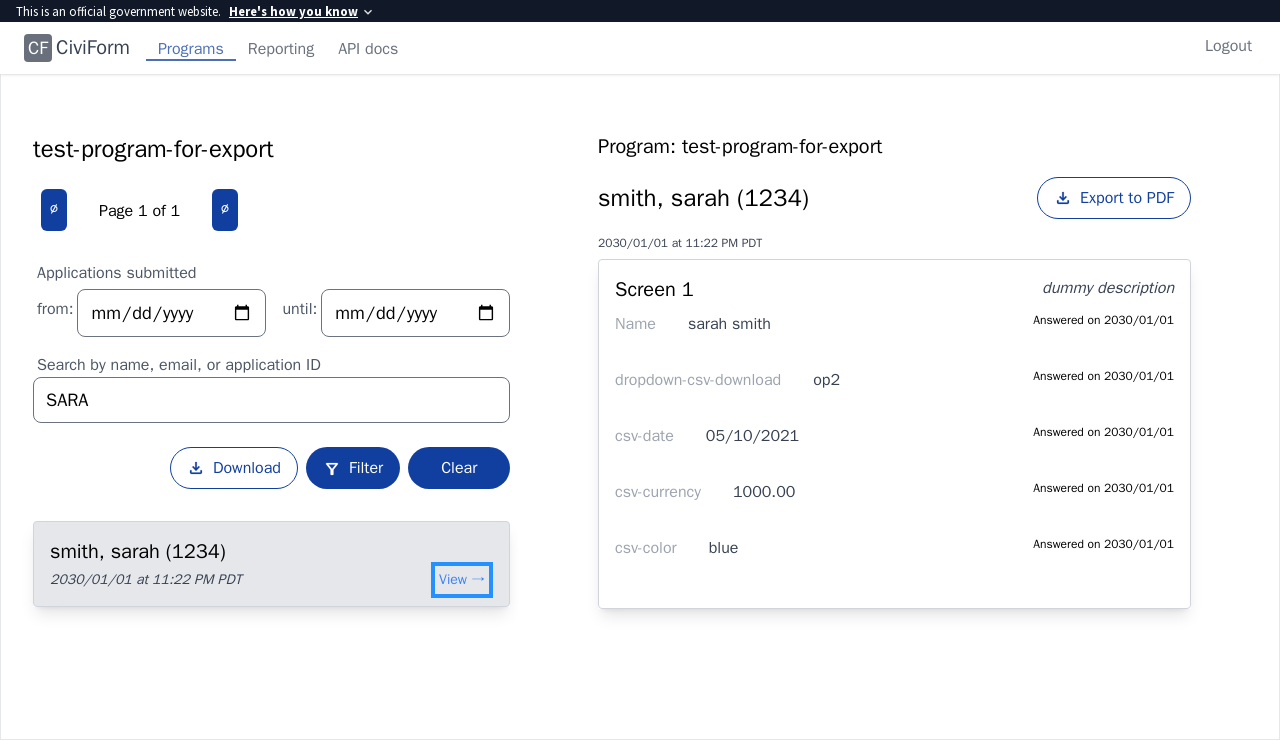 This is an official government website. Here's how you know
CF CiviForm Programs Reporting API docs Logout
test-program-for-export
Ø Page 1 of 1 Ø
Applications submitted
from: mm/dd/yyyy until: mm/dd/yyyy
Search by name, email, or application ID
SARA
Download Filter Clear
smith, sarah (1234)
2030/01/01 at 11:22 PM PDT
View →
Program: test-program-for-export
smith, sarah (1234) Export to PDF
2030/01/01 at 11:22 PM PDT
Screen 1 dummy description
Name sarah smith Answered on 2030/01/01
dropdown-csv-download op2 Answered on 2030/01/01
csv-date 05/10/2021 Answered on 2030/01/01
csv-currency 1000.00 Answered on 2030/01/01
csv-color blue Answered on 2030/01/01